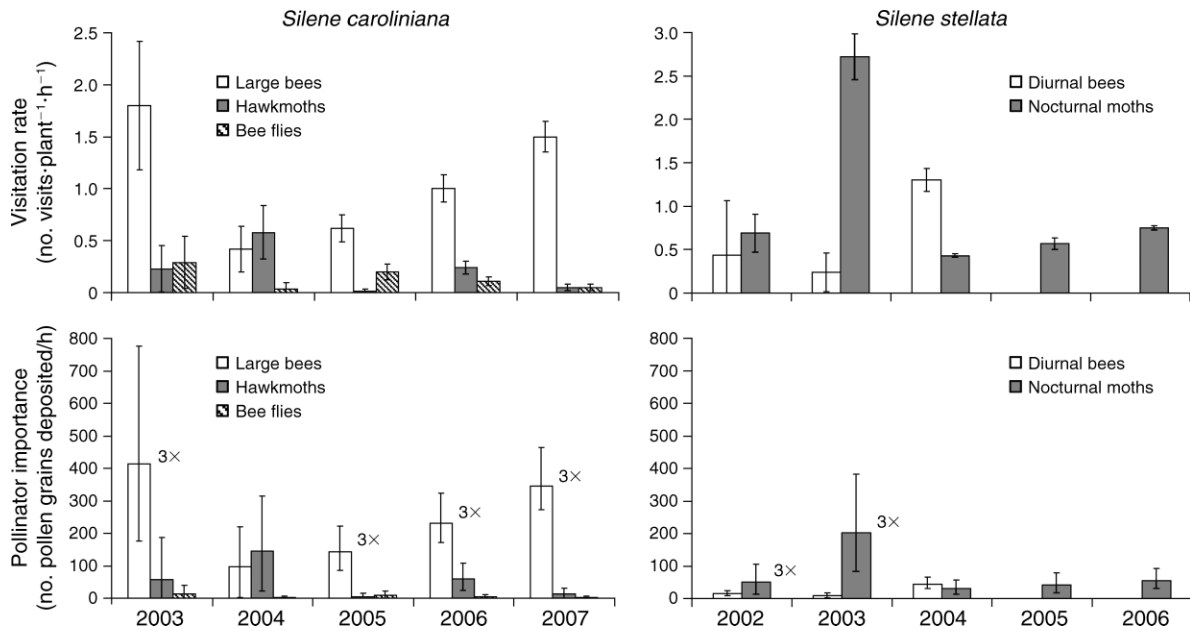 Silene caroliniana
Silene stellata
Visitation rate
(no. visits·plant⁻¹·h⁻¹)
2.5
2.0
1.5
1.0
0.5
0
Large bees
Hawkmoths
Bee flies
3.0
2.5
2.0
1.5
1.0
0.5
0
Diurnal bees
Nocturnal moths
Pollinator importance
(no. pollen grains deposited/h)
800
700
600
500
400
300
200
100
0
Large bees
Hawkmoths
Bee flies
3×
3×
3×
3×
2003 2004 2005 2006 2007
800
700
600
500
400
300
200
100
0
Diurnal bees
Nocturnal moths
3×
3×
2002 2003 2004 2005 2006